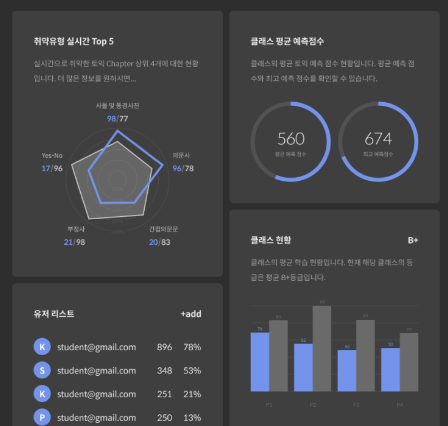 취약유형 실시간 Top 5
실시간으로 취약한 토익 Chapter 상위 4개에 대한 현황
입니다. 더 많은 정보를 원하시면...
사물 및 풍경사진
98/77
Yes-No
17/96
의문사
96/78
부정사
21/98
간접의문문
20/83
유저 리스트
+add
K student@gmail.com 896 78%
S student@gmail.com 348 53%
K student@gmail.com 251 21%
P student@gmail.com 250 13%
클래스 평균 예측점수
클래스의 평균 토익 예측 점수 현황입니다. 평균 예측 점
수와 최고 예측 점수를 확인할 수 있습니다.
560
평균 예측 점수
674
최고 예측 점수
클래스 현황
B+
클래스의 평균 학습 현황입니다. 현재 해당 클래스의 등
급은 평균 B+등급입니다.